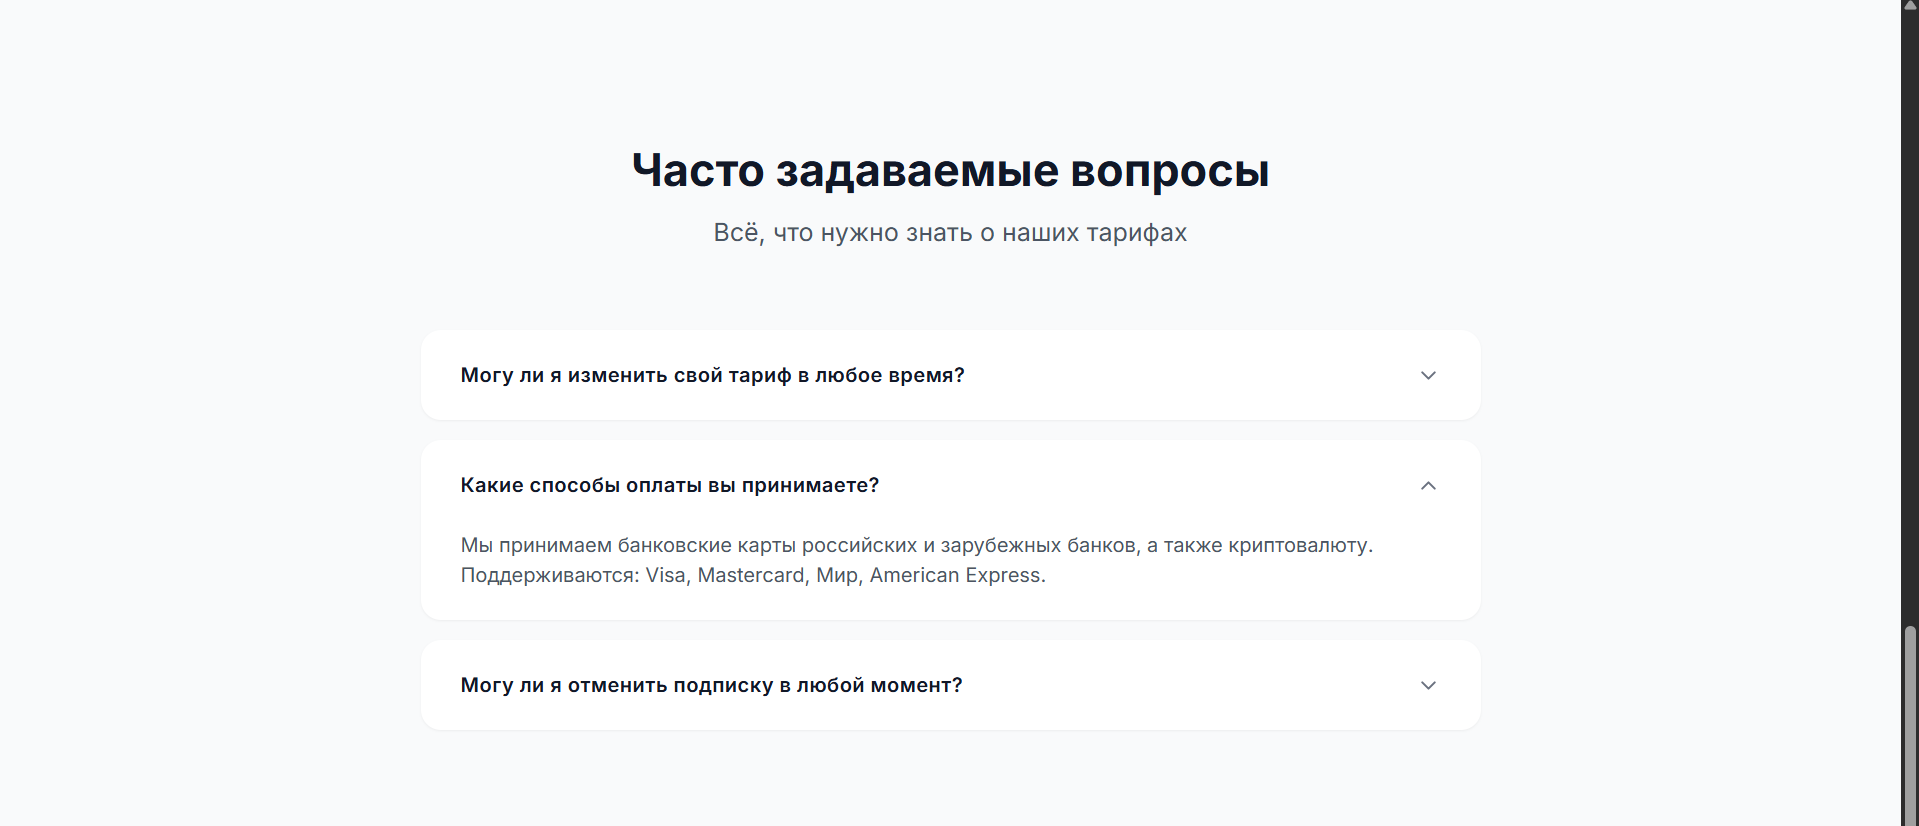 Часто задаваемые вопросы
Всё, что нужно знать о наших тарифах
Могу ли я изменить свой тариф в любое время?
Какие способы оплаты вы принимаете?
Мы принимаем банковские карты российских и зарубежных банков, а также криптовалюту.
Поддерживаются: Visa, Mastercard, Мир, American Express.
Могу ли я отменить подписку в любой момент?